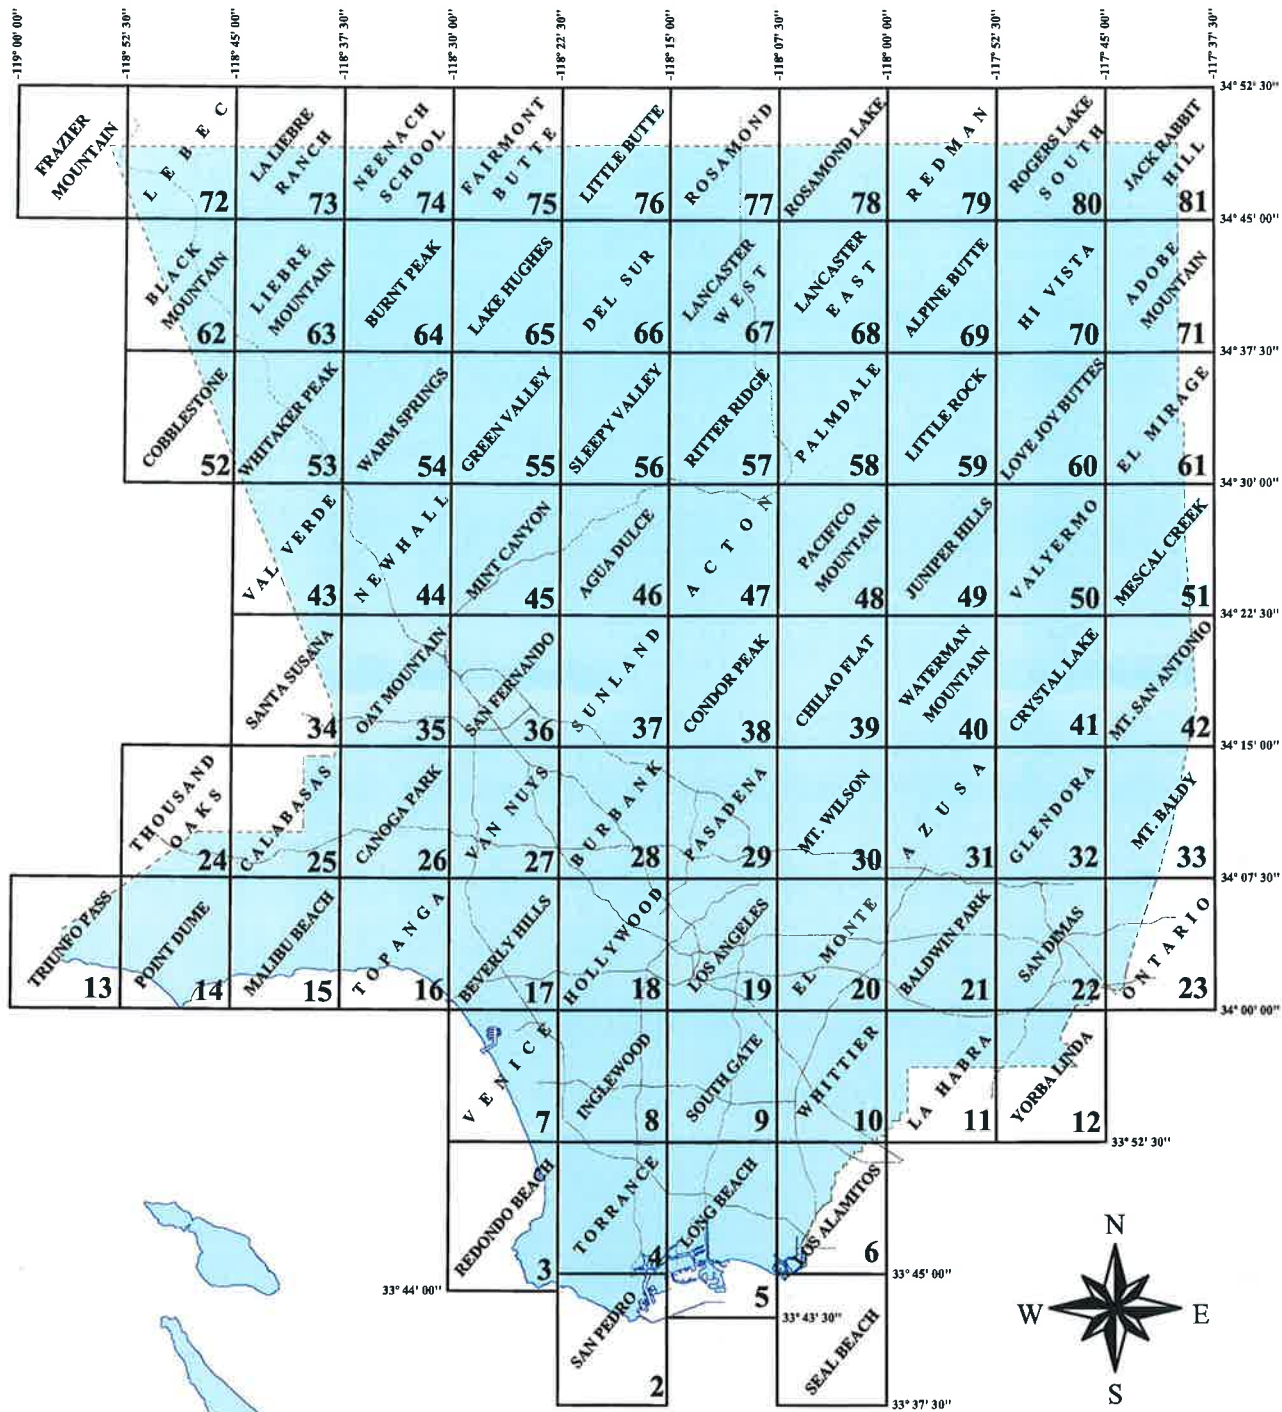 119° 00' 00"
118° 52' 30"
118° 45' 00"
118° 37' 30"
118° 30' 00"
118° 22' 30"
118° 15' 00"
118° 07' 30"
118° 00' 00"
117° 52' 30"
117° 45' 00"
117° 37' 30"
34° 52' 30"
FRAZIER
MOUNTAIN
LEBEC
72
LA LIEBRE
RANCH
73
NEENACH
SCHOOL
74
FAIRMONT
BUTTE
75
LITTLE BUTTE
76
ROSAMOND
77
ROSAMOND LAKE
78
REDMAN
79
ROGERS LAKE
SOUTH
80
JACKRABBIT
HILL
81
34° 45' 00"
BLACK
MOUNTAIN
62
LIEBRE
MOUNTAIN
63
BURNT PEAK
64
LAKE HUGHES
65
DEL SUR
66
LANCASTER
WEST
67
LANCASTER
EAST
68
ALPINE BUTTE
69
HI VISTA
70
ADOBE
MOUNTAIN
71
34° 37' 30"
COBBLESTONE
52
WHITAKER PEAK
53
WARM SPRINGS
54
GREEN VALLEY
55
SLEEPY VALLEY
56
RITTER RIDGE
57
PALMDALE
58
LITTLE ROCK
59
LOVEJOY BUTTES
60
EL MIRAGE
61
34° 30' 00"
VAL VERDE
43
NEWHALL
44
MINT CANYON
45
AGUA DULCE
46
ACTON
47
PACIFICO
MOUNTAIN
48
JUNIPER HILLS
49
VALYERMO
50
MESCAL CREEK
51
34° 22' 30"
SANTA SUSANA
34
OAT MOUNTAIN
35
SAN FERNANDO
36
SUNLAND
37
CONDOR PEAK
38
CHILAO FLAT
39
WATERMAN
MOUNTAIN
40
CRYSTAL LAKE
41
MT. SAN ANTONIO
42
34° 15' 00"
THOUSAND
OAKS
24
CALABASAS
25
CANOGA PARK
26
VAN NUYS
27
BURBANK
28
PASADENA
29
MT. WILSON
30
AZUSA
31
GLENDORA
32
MT. BALDY
33
34° 07' 30"
TRIUNFO PASS
13
POINT DUME
14
MALIBU BEACH
15
TOPANGA
16
BEVERLY HILLS
17
HOLLYWOOD
18
LOS ANGELES
19
EL MONTE
20
BALDWIN PARK
21
SAN DIMAS
22
ONTARIO
23
34° 00' 00"
VENICE
7
INGLEWOOD
8
SOUTH GATE
9
WHITTIER
10
LA HABRA
11
YORBA LINDA
12
33° 52' 30"
REDONDO BEACH
3
TORRANCE
4
LONG BEACH
5
LOS ALAMITOS
6
33° 45' 00"
33° 44' 00"
33° 43' 30"
SAN PEDRO
2
SEAL BEACH
33° 37' 30"
N
W
E
S